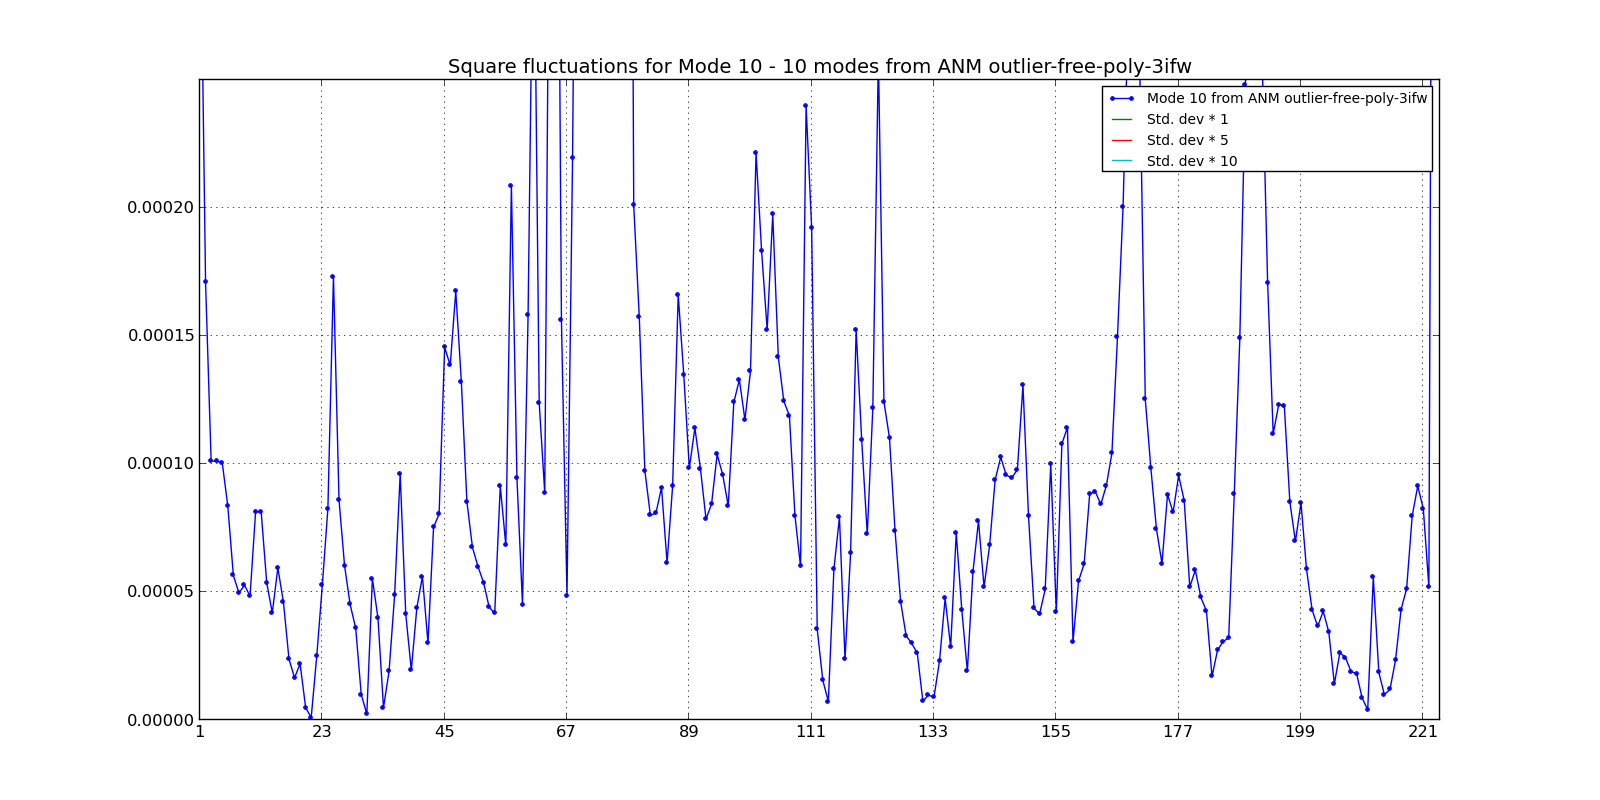 Square fluctuations for Mode 10 - 10 modes from ANM outlier-free-poly-3ifw
Mode 10 from ANM outlier-free-poly-3ifw
Std. dev * 1
Std. dev * 5
Std. dev * 10
0.00020
0.00015
0.00010
0.00005
0.00000
1 23 45 67 89 111 133 155 177 199 221